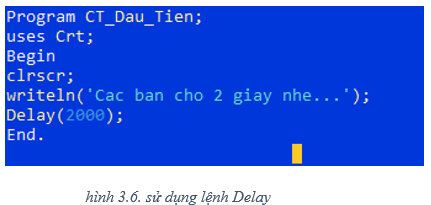 Program CT_Dau_Tien;
uses Crt;
Begin
clrscr;
writeln('Cac ban cho 2 giay nhe...');
Delay(2000);
End.
hình 3.6. sử dụng lệnh Delay